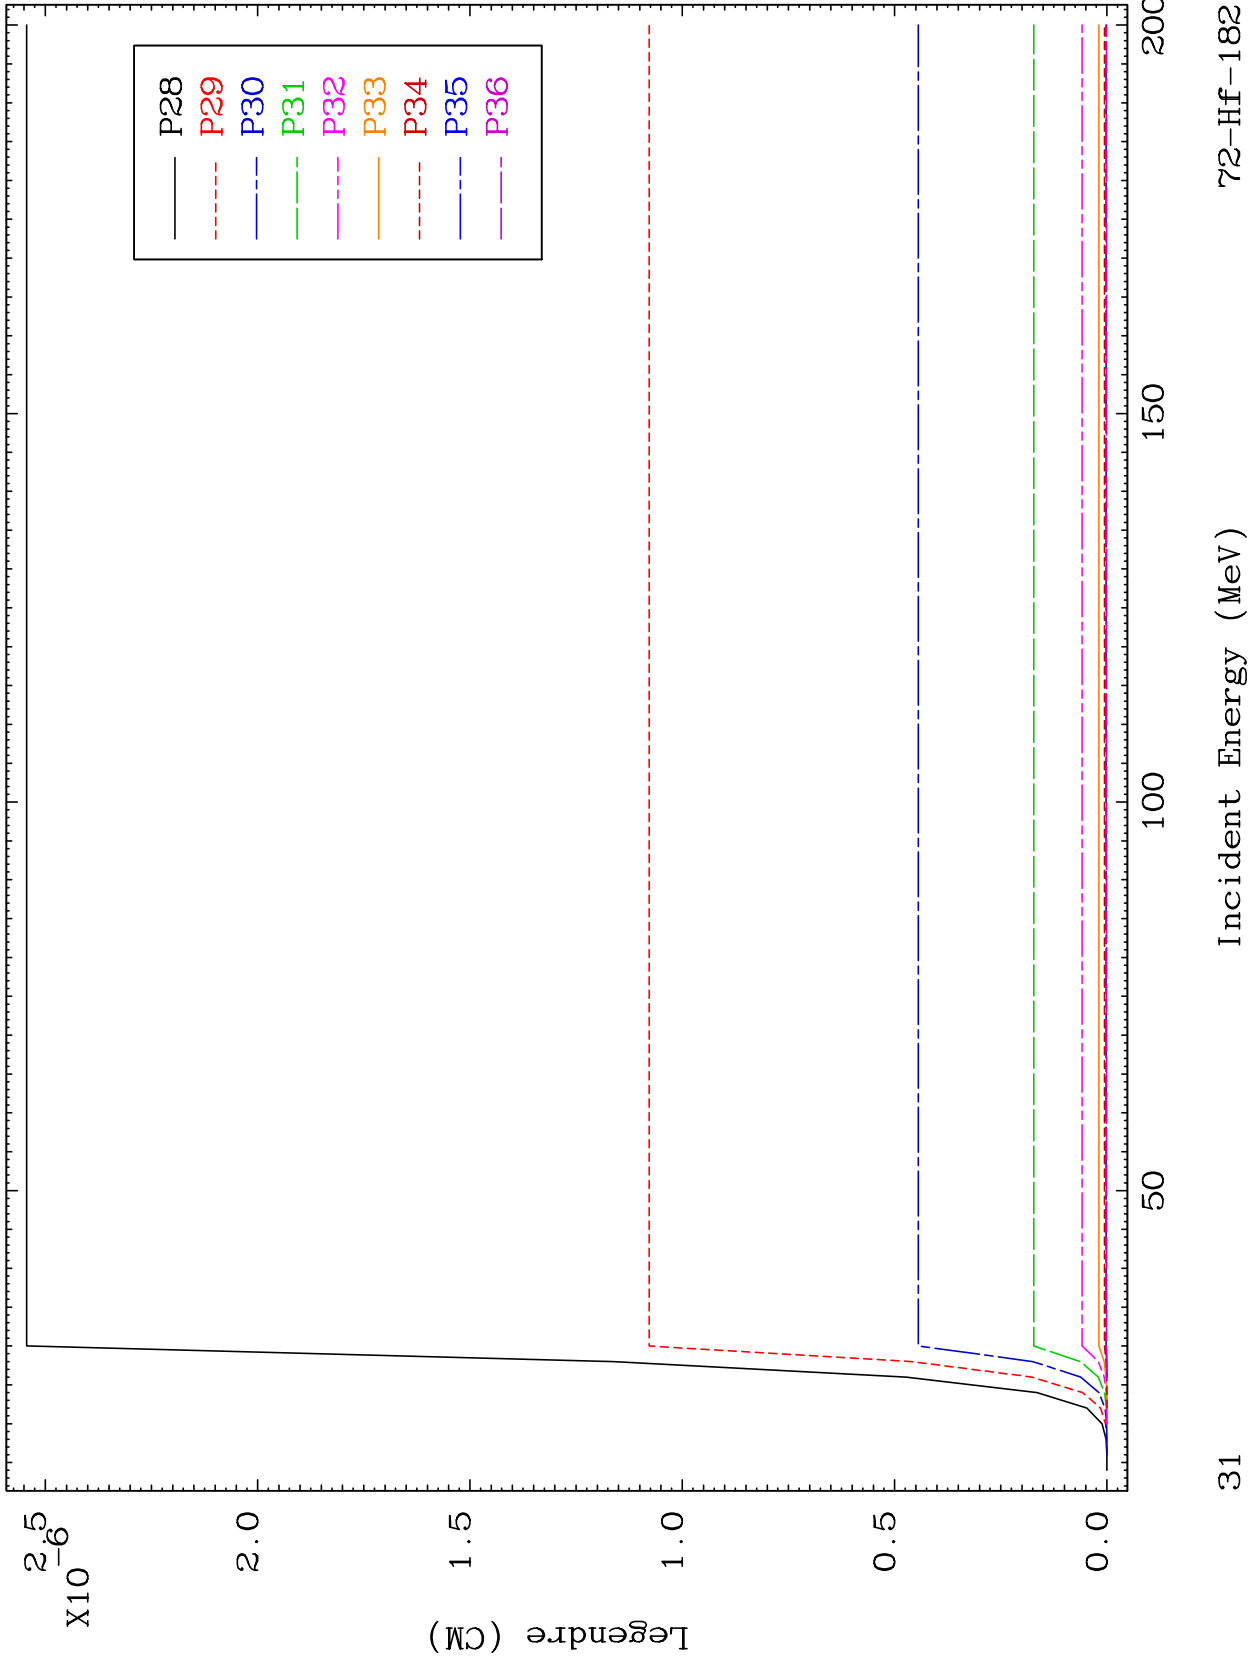 P28
P29
P30
P31
P32
P33
P34
P35
P36
2.5
2.0
1.5
1.0
0.5
0.0
X10
-6
Legendre (CM)
50
100
150
200
Incident Energy (MeV)
31
72-Hf-182